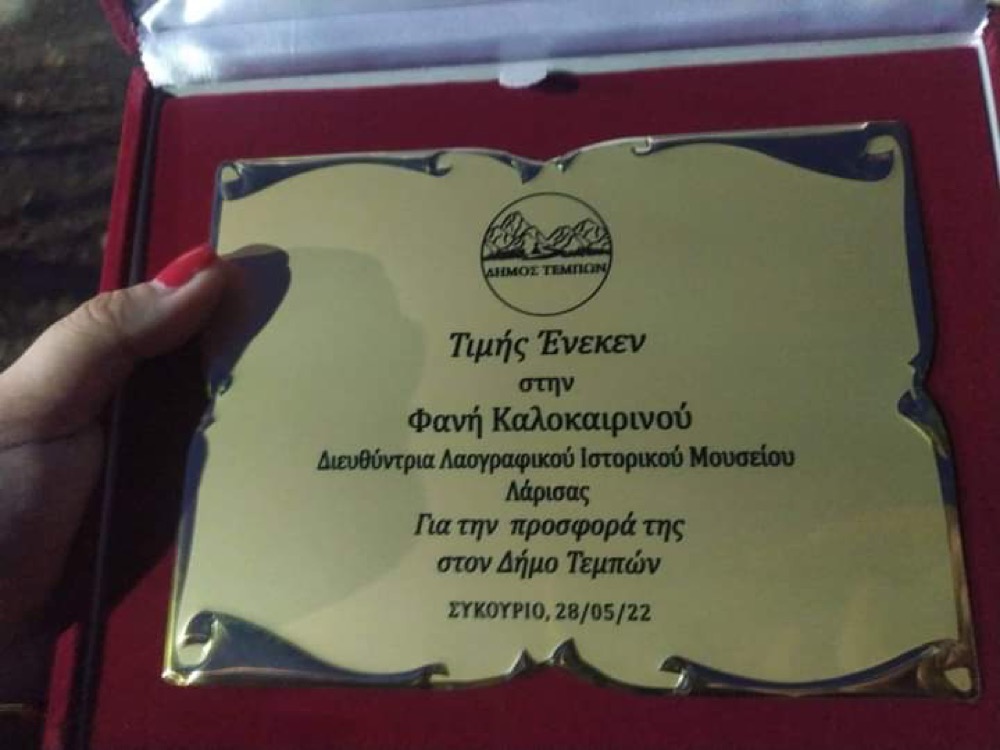 ΔΗΜΟΣ ΤΕΜΠΩΝ
Τιμής Ένεκεν
στην
Φανή Καλοκαιρινού
Διευθύντρια Λαογραφικού Ιστορικού Μουσείου
Λάρισας
Για την προσφορά της
στον Δήμο Τεμπών
ΣΥΚΟΥΡΙΟ, 28/05/22